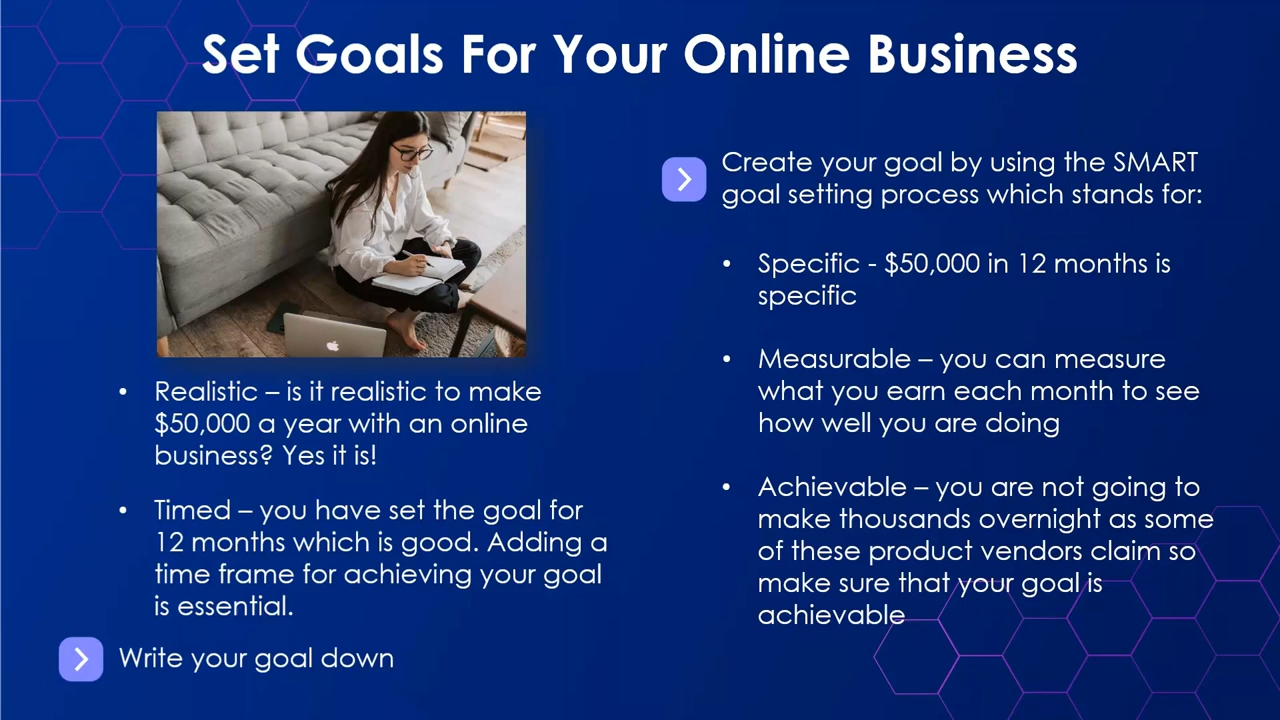 Set Goals For Your Online Business
Create your goal by using the SMART
goal setting process which stands for:
• Specific - $50,000 in 12 months is
specific
• Measurable – you can measure
what you earn each month to see
how well you are doing
• Achievable – you are not going to
make thousands overnight as some
of these product vendors claim so
make sure that your goal is
achievable
• Realistic – is it realistic to make
$50,000 a year with an online
business? Yes it is!
• Timed – you have set the goal for
12 months which is good. Adding a
time frame for achieving your goal
is essential.
Write your goal down